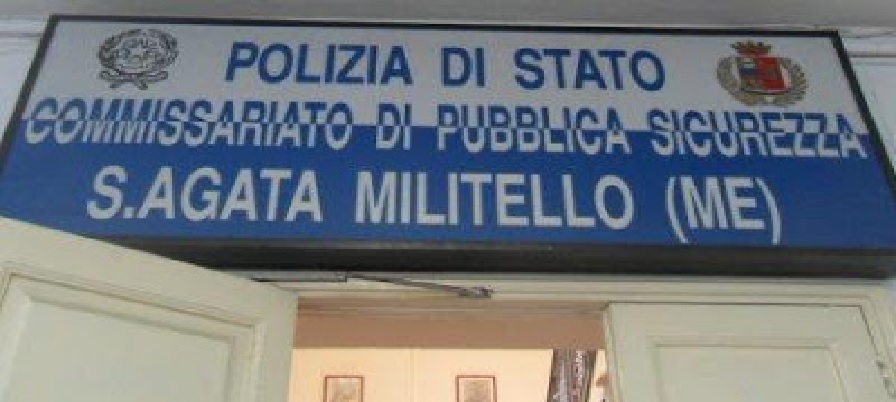 POLIZIA DI STATO
COMMISSARIATO DI PUBBLICA SICUREZZA
S.AGATA MILITELLO (ME)